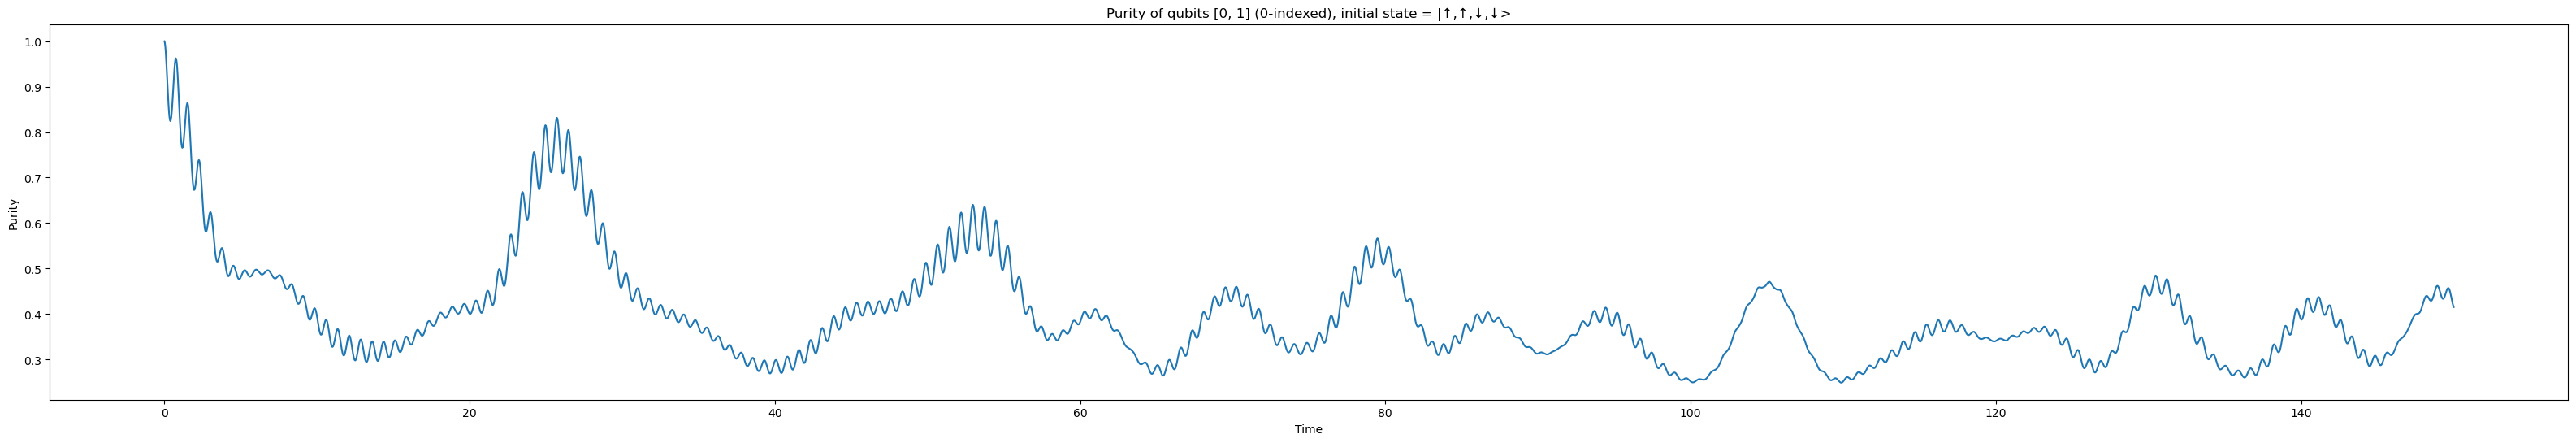 Purity of qubits [0, 1] (0-indexed), initial state = |↑,↑,↓,↓>
1.0
0.9
0.8
0.7
0.6
0.5
0.4
0.3
Purity
0 20 40 60 80 100 120 140
Time